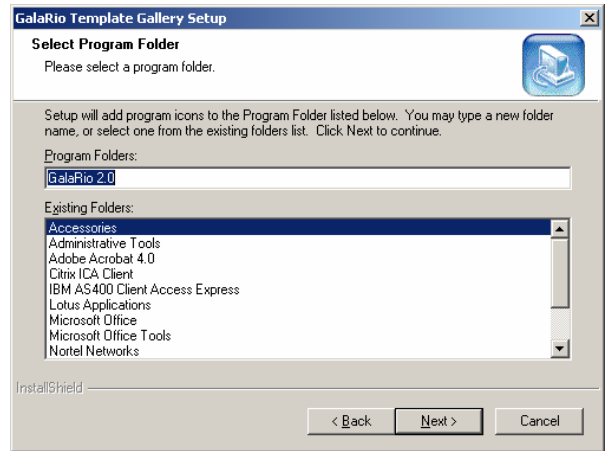 GalaRio Template Gallery Setup
Select Program Folder
Please select a program folder.
Setup will add program icons to the Program Folder listed below. You may type a new folder
name, or select one from the existing folders list. Click Next to continue.
Program Folders:
GalaRio 2.0
Existing Folders:
Accessories
Administrative Tools
Adobe Acrobat 4.0
Citrix ICA Client
IBM AS400 Client Access Express
Lotus Applications
Microsoft Office
Microsoft Office Tools
Nortel Networks
InstallShield
< Back
Next >
Cancel